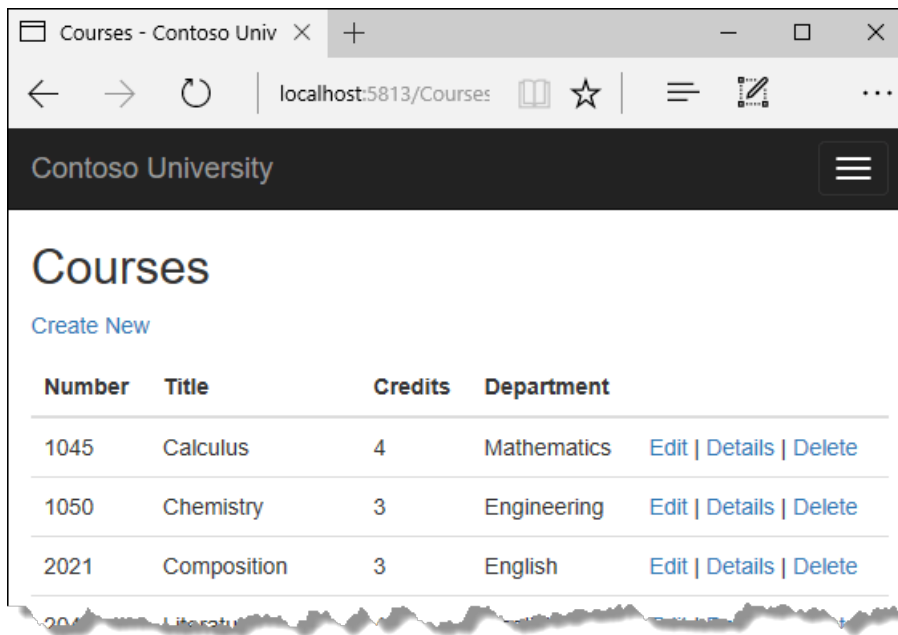 Courses - Contoso Univ
localhost:5813/Courses
Contoso University
Courses
Create New
Number Title Credits Department
1045 Calculus 4 Mathematics Edit | Details | Delete
1050 Chemistry 3 Engineering Edit | Details | Delete
2021 Composition 3 English Edit | Details | Delete